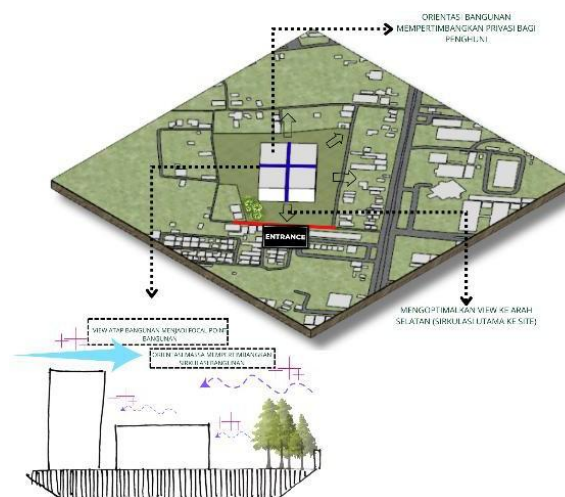 ORIENTASI BANGUNAN
MEMPERTIMBANGKAN PRIVASI BAGI
PENGHUNI.
ENTRANCE
MENGOPTIMALKAN VIEW KE ARAH
SELATAN (SIRKULASI UTAMA KE SITE)
VIEW ATAP BANGUNAN MENJADI FOCAL POINT
BANGUNAN
ORIENTASI MASSA MEMPERTIMBANGKAN
SIRKULASI BANGUNAN